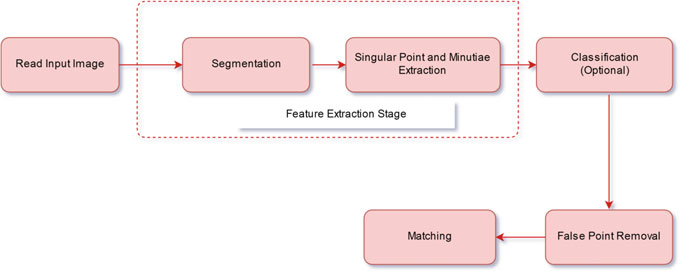 Read Input Image
Segmentation
Singular Point and Minutiae
Extraction
Classification
(Optional)
Feature Extraction Stage
Matching
False Point Removal